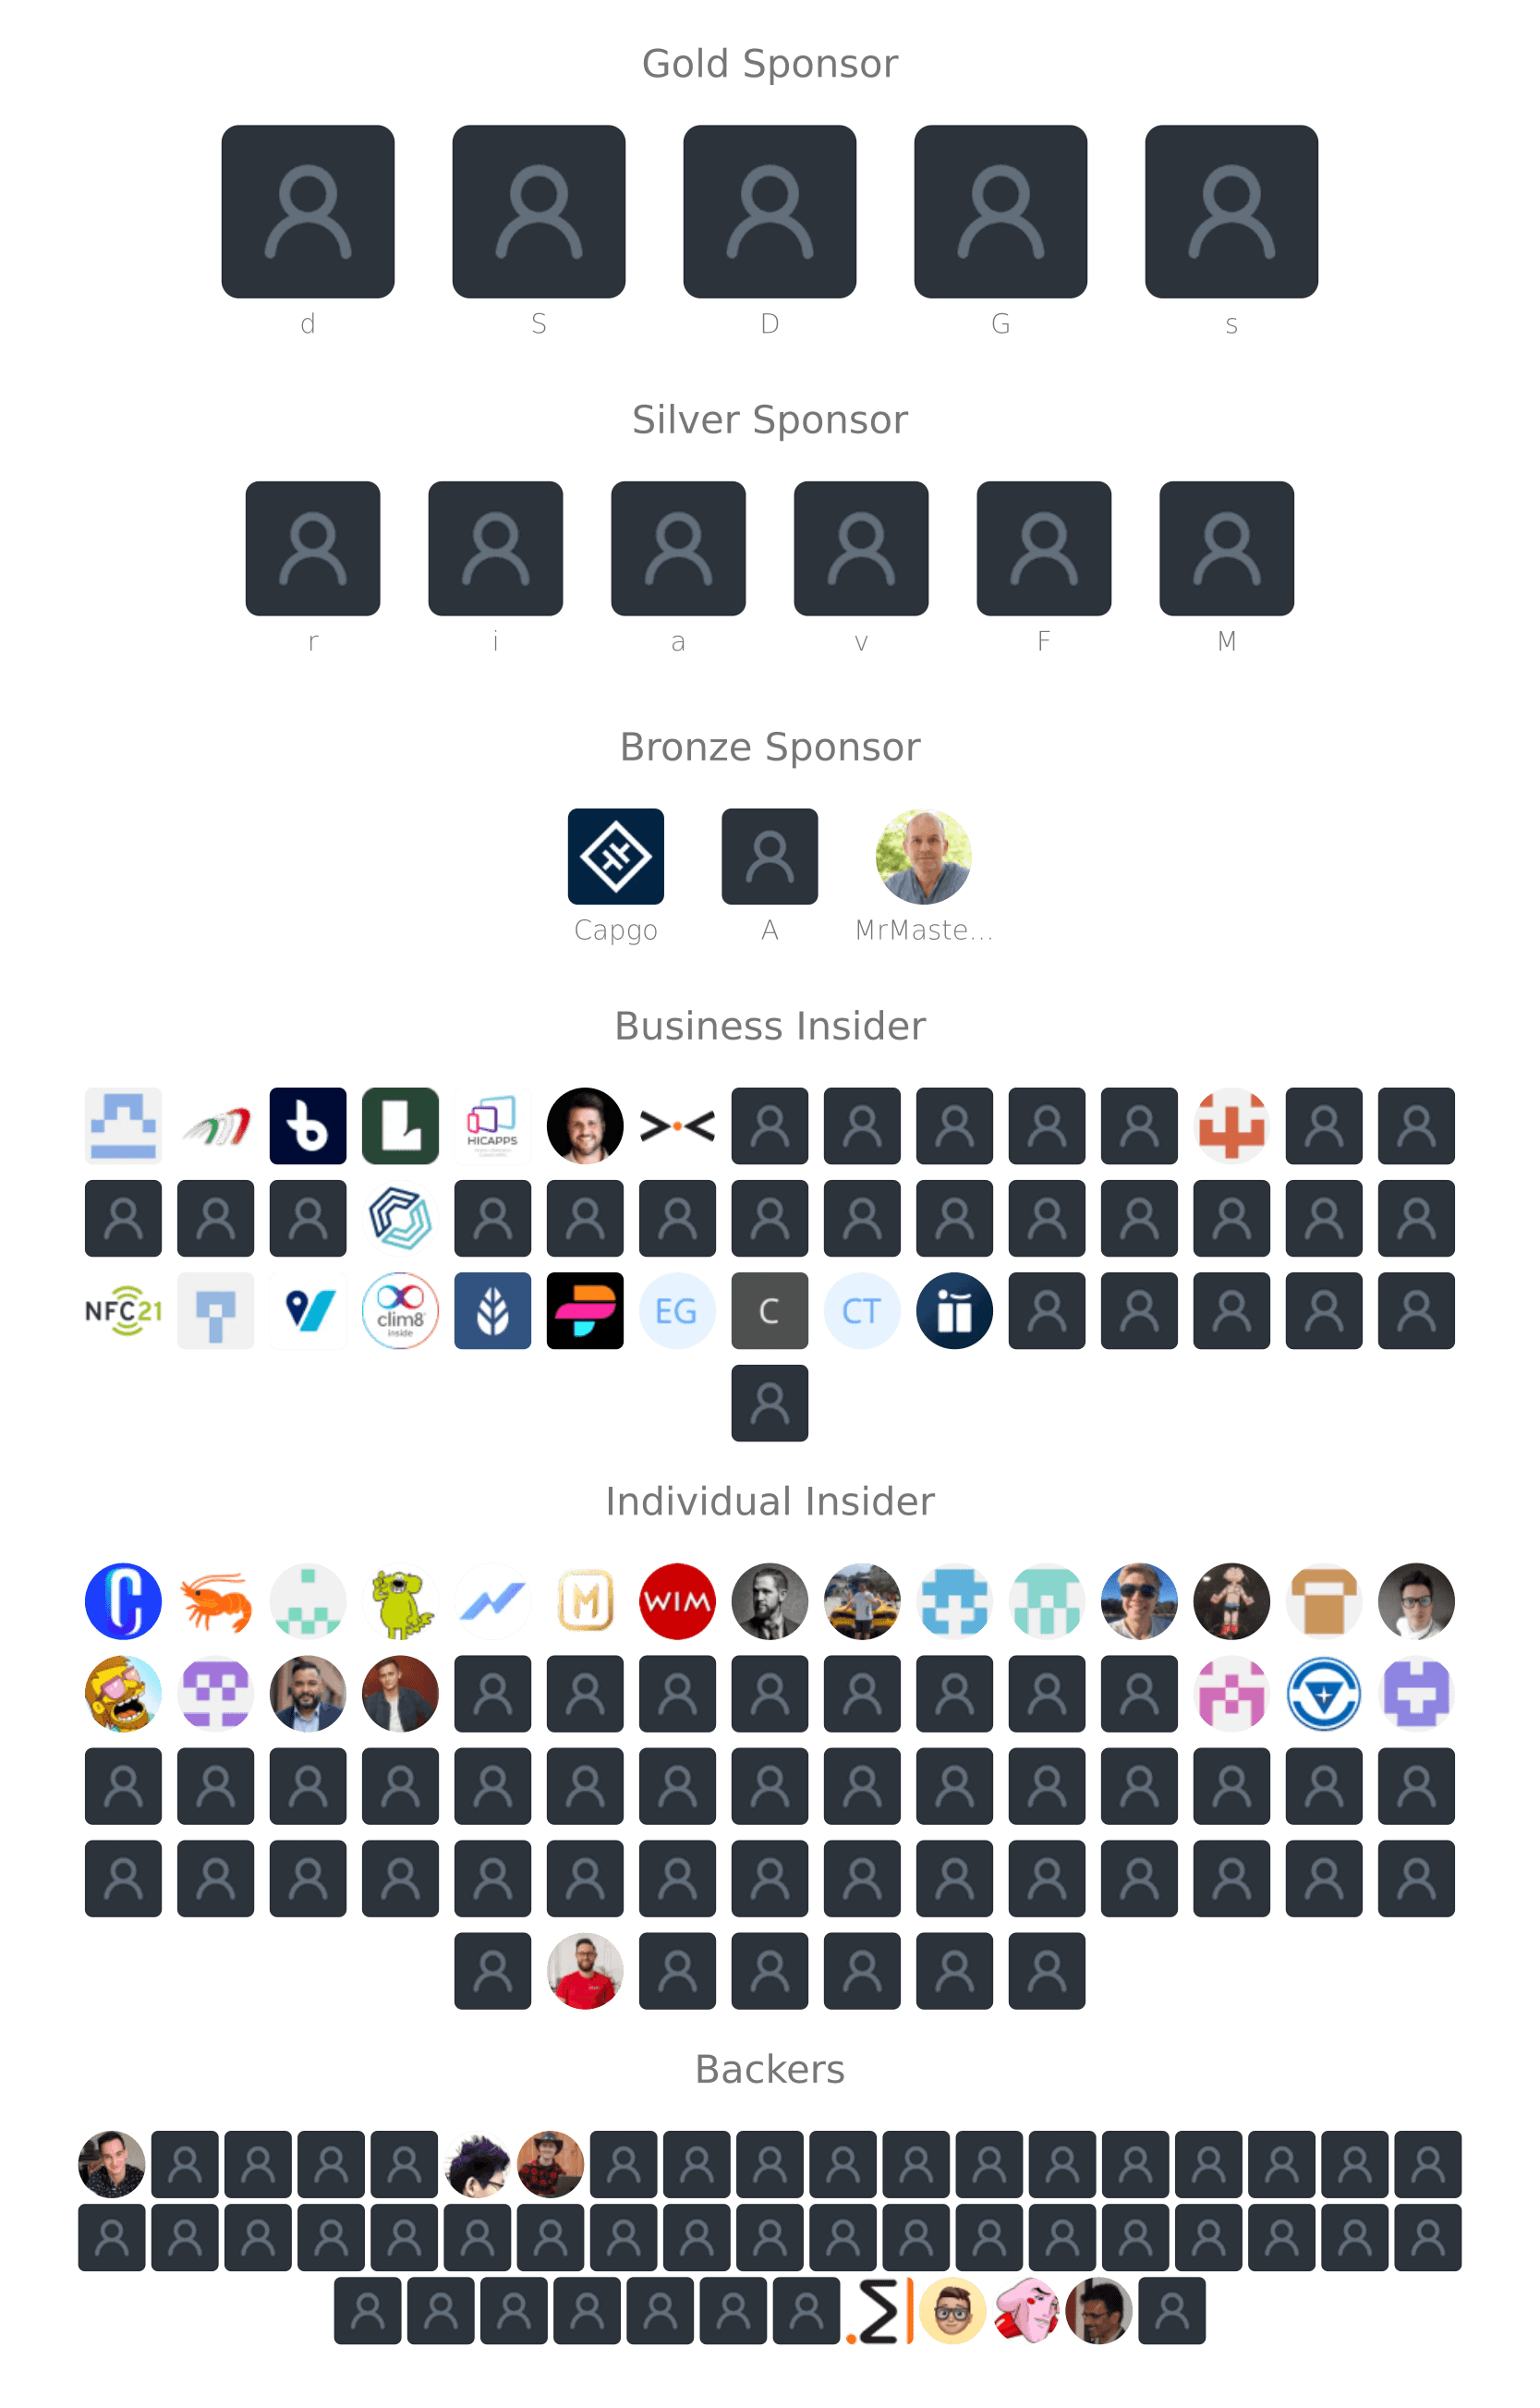 Gold Sponsor
d S D G s
Silver Sponsor
r i a v F M
Bronze Sponsor
Capgo A MrMaste...
Business Insider
HICAPPS
NFC21 clim8 EG C CT
inside
Individual Insider
M WIM
Backers